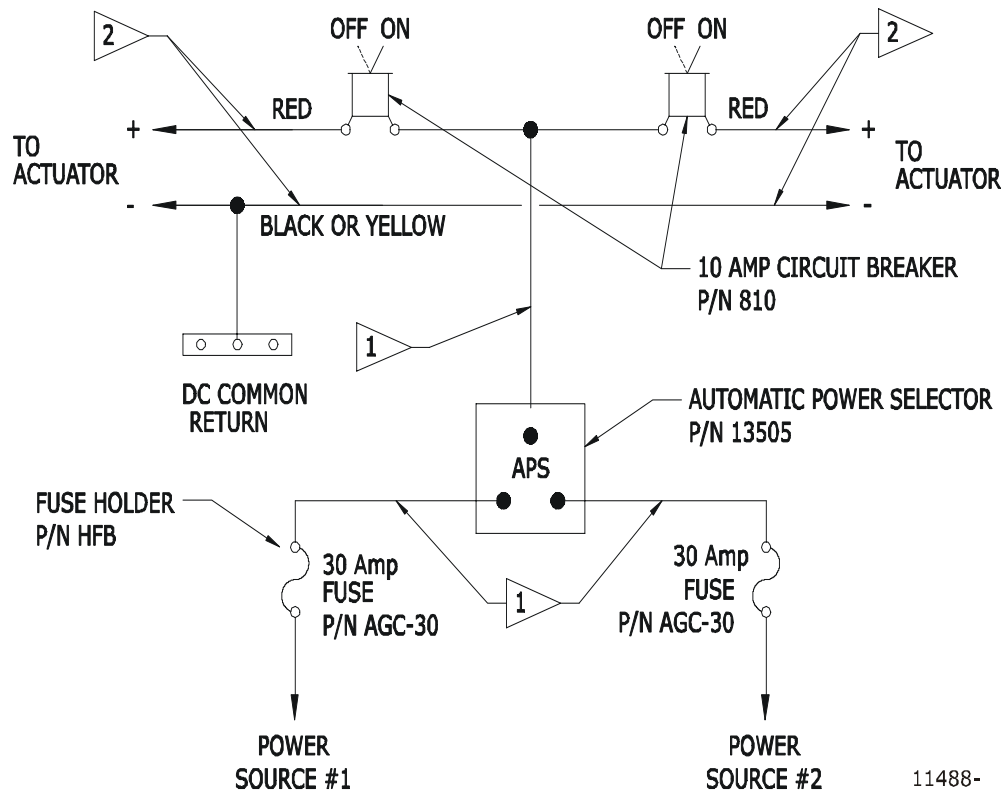 2
OFF ON
OFF ON
2
RED
RED
+
+
TO
ACTUATOR
TO
ACTUATOR
-
-
BLACK OR YELLOW
10 AMP CIRCUIT BREAKER
P/N 810
1
DC COMMON
RETURN
AUTOMATIC POWER SELECTOR
P/N 13505
APS
FUSE HOLDER
P/N HFB
30 Amp
FUSE
P/N AGC-30
1
30 Amp
FUSE
P/N AGC-30
POWER
SOURCE #1
POWER
SOURCE #2
11488-